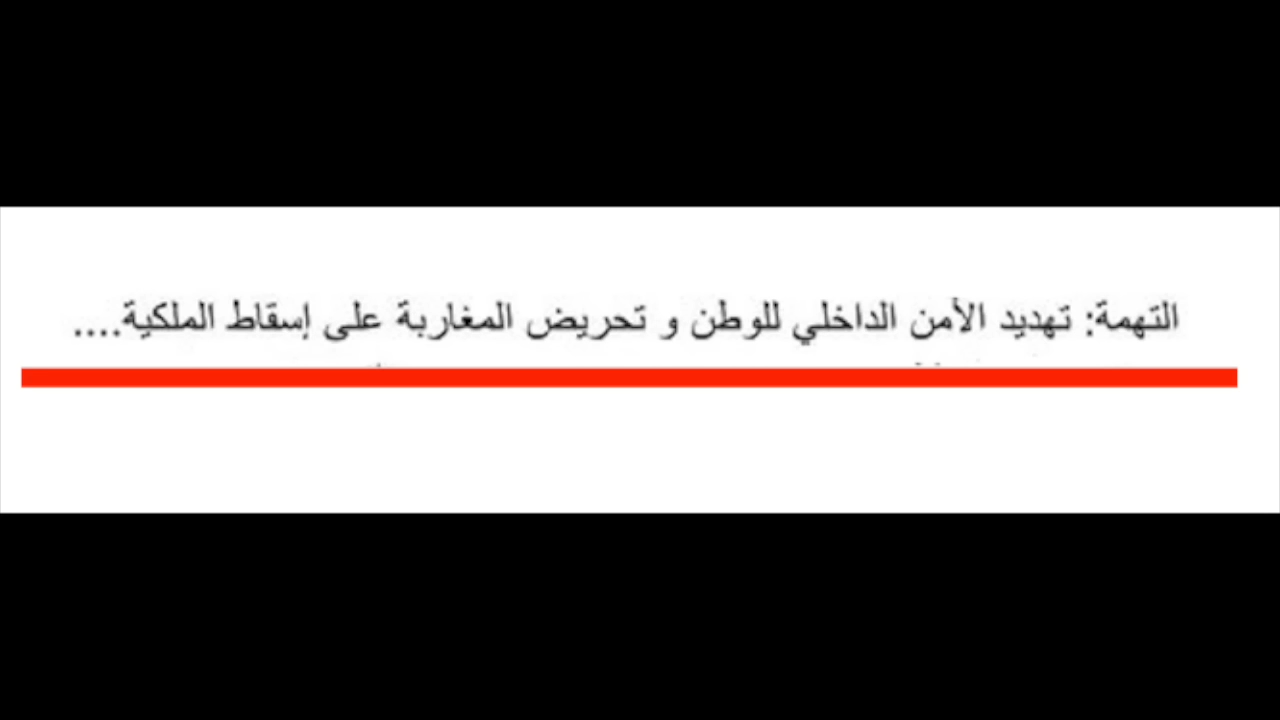 التهمة: تهديد الأمن الداخلي للوطن و تحريض المغاربة على إسقاط الملكية....